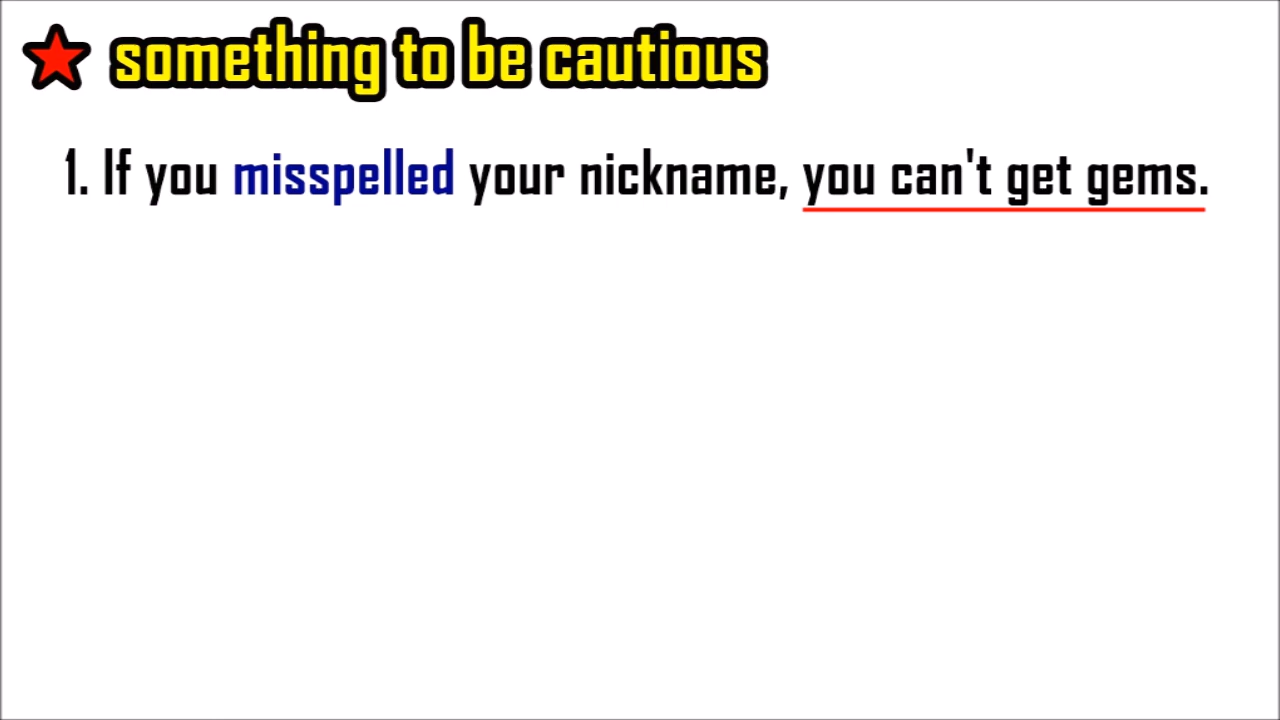 something to be cautious
1. If you misspelled your nickname, you can't get gems.